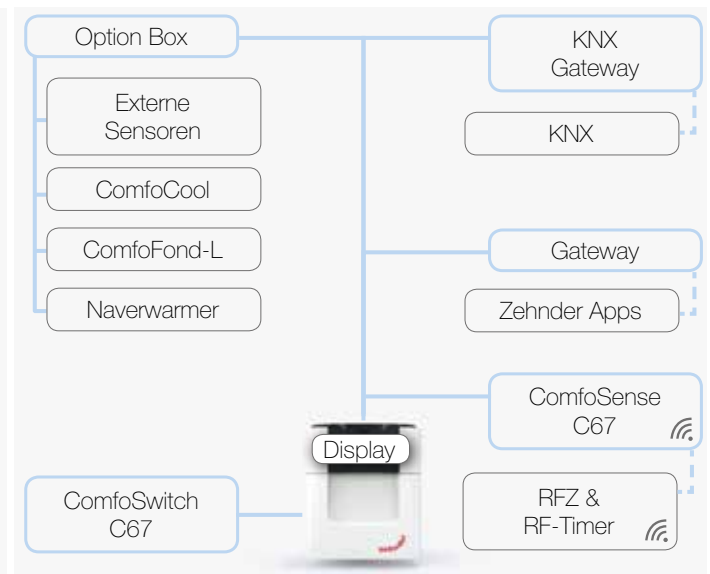 Option Box
Externe
Sensoren
ComfoCool
ComfoFond-L
Naverwarmer
ComfoSwitch
C67
Display
KNX
Gateway
KNX
Gateway
Zehnder Apps
ComfoSense
C67
RFZ &
RF-Timer